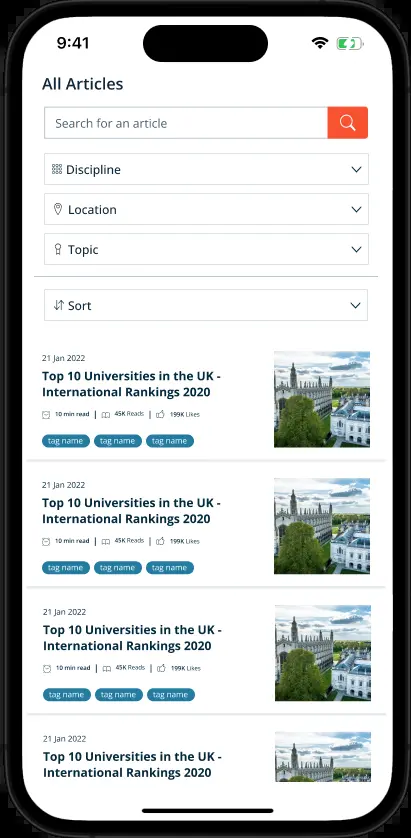 9:41
All Articles
Search for an article
Discipline
Location
Topic
Sort
21 Jan 2022
Top 10 Universities in the UK -
International Rankings 2020
10 min read | 45K Reads | 199K Likes
tag name tag name tag name
21 Jan 2022
Top 10 Universities in the UK -
International Rankings 2020
10 min read | 45K Reads | 199K Likes
tag name tag name tag name
21 Jan 2022
Top 10 Universities in the UK -
International Rankings 2020
10 min read | 45K Reads | 199K Likes
tag name tag name tag name
21 Jan 2022
Top 10 Universities in the UK -
International Rankings 2020